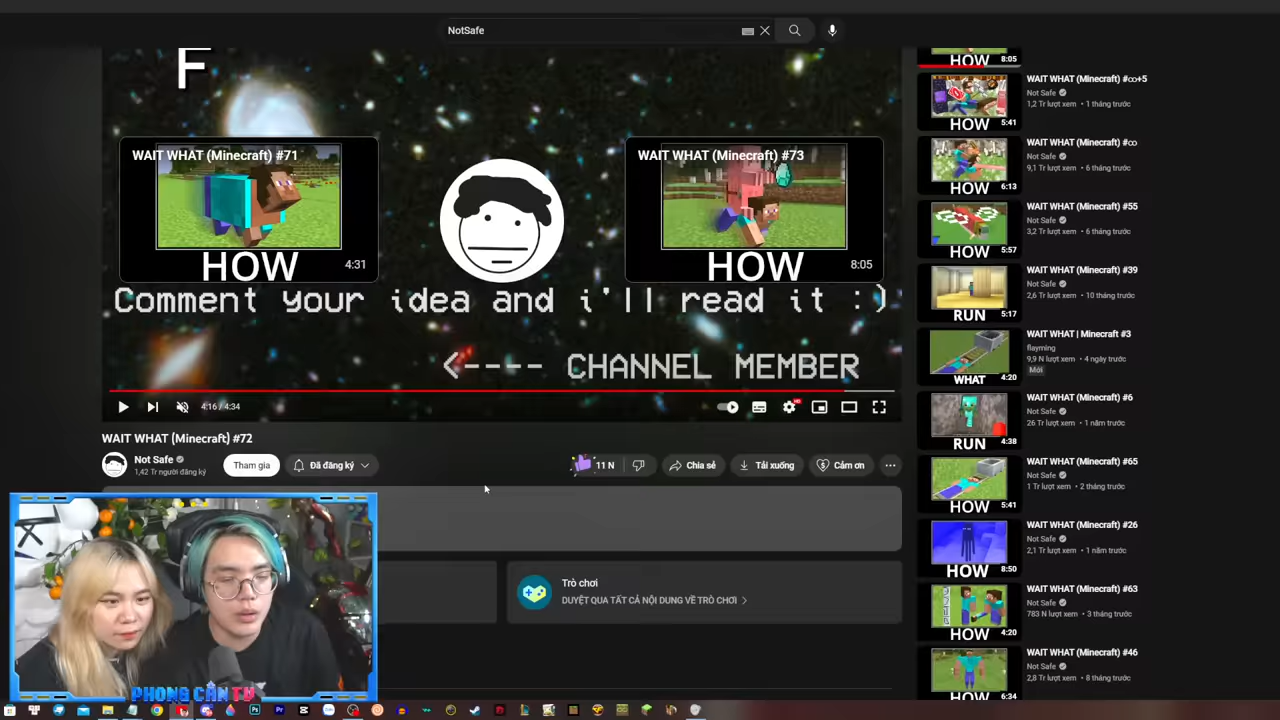 NotSafe
F
WAIT WHAT (Minecraft) #71
HOW
4:31
WAIT WHAT (Minecraft) #73
HOW
8:05
Comment your idea and i'll read it :)
<---- CHANNEL MEMBER
4:16 / 4:34
HD
WAIT WHAT (Minecraft) #72
Not Safe
1,42 Tr người đăng ký
Tham gia
Đã đăng ký
11 N
Chia sẻ
Tải xuống
Cảm ơn
Trò chơi
DUYỆT QUA TẤT CẢ NỘI DUNG VỀ TRÒ CHƠI
PHONG CẬN TV
HOW
8:05
WAIT WHAT (Minecraft) #∞+5
Not Safe
1,2 Tr lượt xem • 1 tháng trước
HOW
5:41
WAIT WHAT (Minecraft) #∞
Not Safe
9,1 Tr lượt xem • 6 tháng trước
HOW
6:13
WAIT WHAT (Minecraft) #55
Not Safe
3,2 Tr lượt xem • 6 tháng trước
HOW
5:57
WAIT WHAT (Minecraft) #39
Not Safe
2,6 Tr lượt xem • 10 tháng trước
RUN
5:17
WAIT WHAT | Minecraft #3
flayming
9,9 N lượt xem • 4 ngày trước
Mới
WHAT
4:20
WAIT WHAT (Minecraft) #6
Not Safe
26 Tr lượt xem • 1 năm trước
RUN
4:38
WAIT WHAT (Minecraft) #65
Not Safe
1 Tr lượt xem • 2 tháng trước
HOW
5:41
WAIT WHAT (Minecraft) #26
Not Safe
2,1 Tr lượt xem • 1 năm trước
HOW
8:50
WAIT WHAT (Minecraft) #63
Not Safe
783 N lượt xem • 3 tháng trước
HOW
4:20
WAIT WHAT (Minecraft) #46
Not Safe
2,8 Tr lượt xem • 8 tháng trước
HOW
6:34